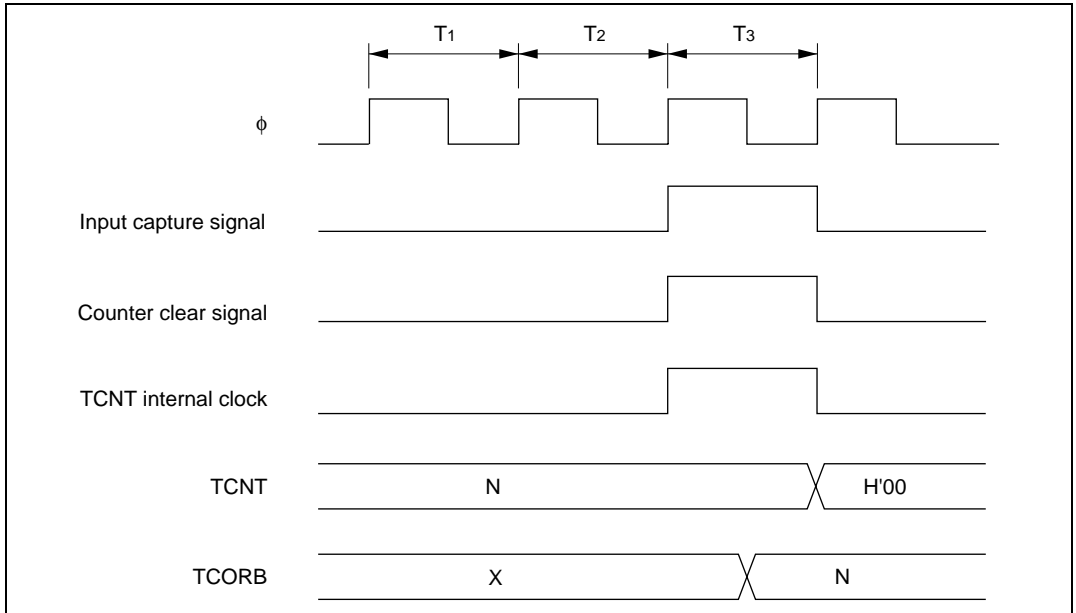 T1 T2 T3
φ
Input capture signal
Counter clear signal
TCNT internal clock
TCNT N H'00
TCORB X N